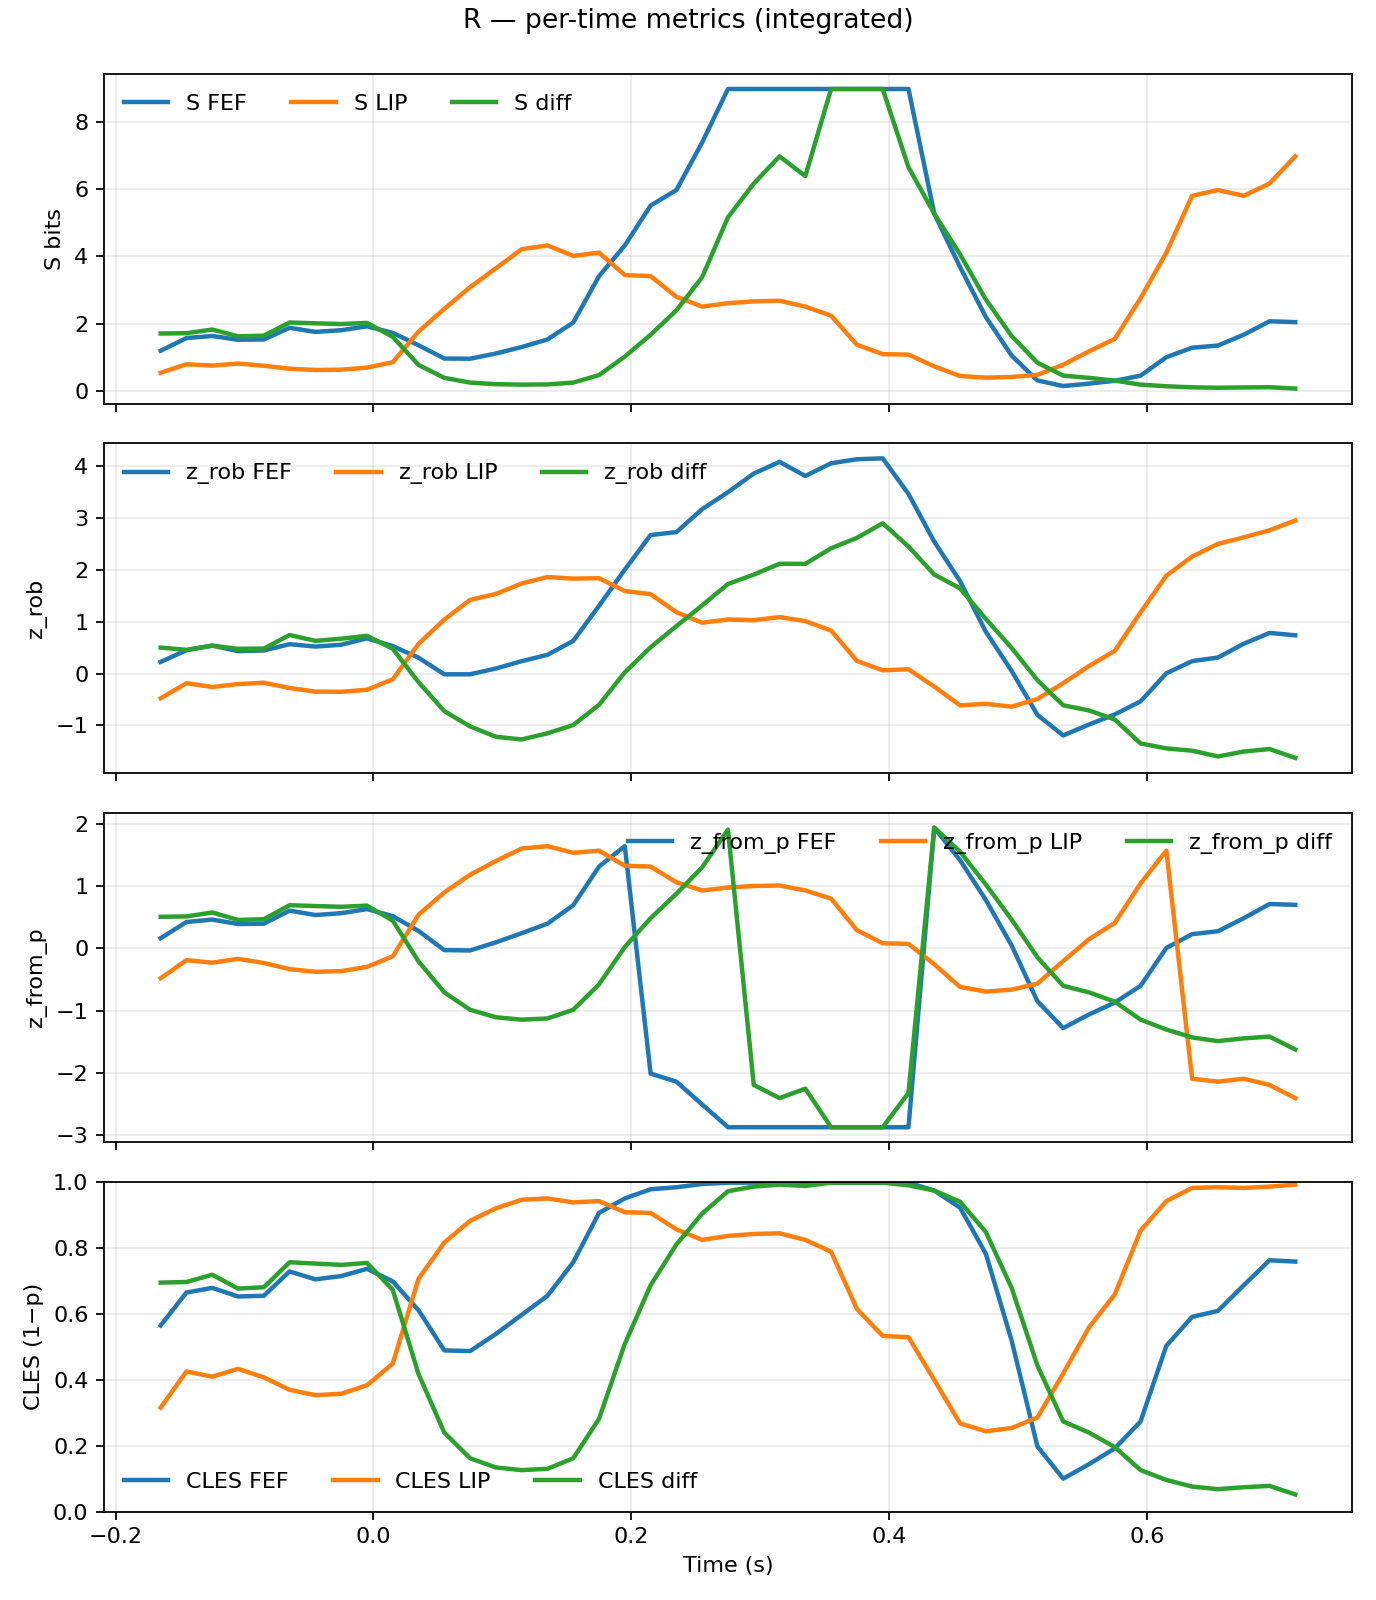 R — per-time metrics (integrated)
S FEF S LIP S diff
S bits
8
6
4
2
0
z_rob FEF z_rob LIP z_rob diff
z_rob
4
3
2
1
0
−1
z_from_p FEF z_from_p LIP z_from_p diff
z_from_p
2
1
0
−1
−2
−3
CLES (1−p)
1.0
0.8
0.6
0.4
0.2
0.0
CLES FEF CLES LIP CLES diff
−0.2 0.0 0.2 0.4 0.6
Time (s)